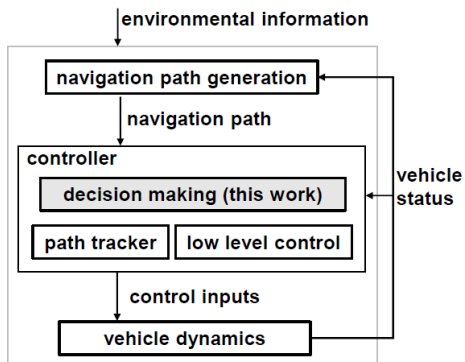 environmental information
navigation path generation
navigation path
controller
decision making (this work)
path tracker
low level control
vehicle
status
control inputs
vehicle dynamics